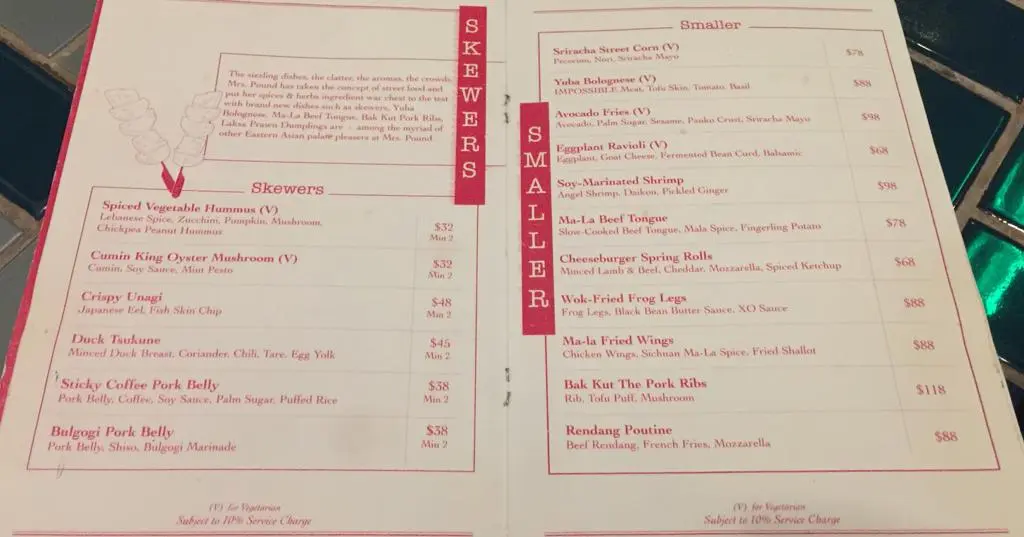 SKEWERS
The sizzling dishes, the clatter, the aromas, the crowds.
Mrs. Pound has taken the concept of street food and
put her spices & herbs ingredient war chest to the test
with brand new dishes such as skewers, Yuba
Bolognese, Ma-La Beef Tongue, Bak Kut Pork Ribs,
Laksa Prawn Dumplings are : among the myriad of
other Eastern Asian palate pleasers at Mrs. Pound
Skewers
Spiced Vegetable Hummus (V)
Lebanese Spice, Zucchini, Pumpkin, Mushroom,
Chickpea Peanut Hummus
$32
Min 2
Cumin King Oyster Mushroom (V)
Cumin, Soy Sauce, Mint Pesto
$32
Min 2
Crispy Unagi
Japanese Eel, Fish Skin Chip
$48
Min 2
Duck Tsukune
Minced Duck Breast, Coriander, Chili, Tare, Egg Yolk
$45
Min 2
Sticky Coffee Pork Belly
Pork Belly, Coffee, Soy Sauce, Palm Sugar, Puffed Rice
$38
Min 2
Bulgogi Pork Belly
Pork Belly, Shiso, Bulgogi Marinade
$38
Min 2
(V) for Vegetarian
Subject to 10% Service Charge
SMALLER
Smaller
Sriracha Street Corn (V) $78
Pecorino, Nori, Sriracha Mayo
Yuba Bolognese (V) $88
IMPOSSIBLE Meat, Tofu Skin, Tomato, Basil
Avocado Fries (V) $98
Avocado, Palm Sugar, Sesame, Panko Crust, Sriracha Mayo
Eggplant Ravioli (V) $68
Eggplant, Goat Cheese, Fermented Bean Curd, Balsamic
Soy-Marinated Shrimp $98
Angel Shrimp, Daikon, Pickled Ginger
Ma-La Beef Tongue $78
Slow-Cooked Beef Tongue, Mala Spice, Fingerling Potato
Cheeseburger Spring Rolls $68
Minced Lamb & Beef, Cheddar, Mozzarella, Spiced Ketchup
Wok-Fried Frog Legs $88
Frog Legs, Black Bean Butter Sauce, XO Sauce
Ma-la Fried Wings $88
Chicken Wings, Sichuan Ma-La Spice, Fried Shallot
Bak Kut The Pork Ribs $118
Rib, Tofu Puff, Mushroom
Rendang Poutine $88
Beef Rendang, French Fries, Mozzarella
(V) for Vegetarian
Subject to 10% Service Charge